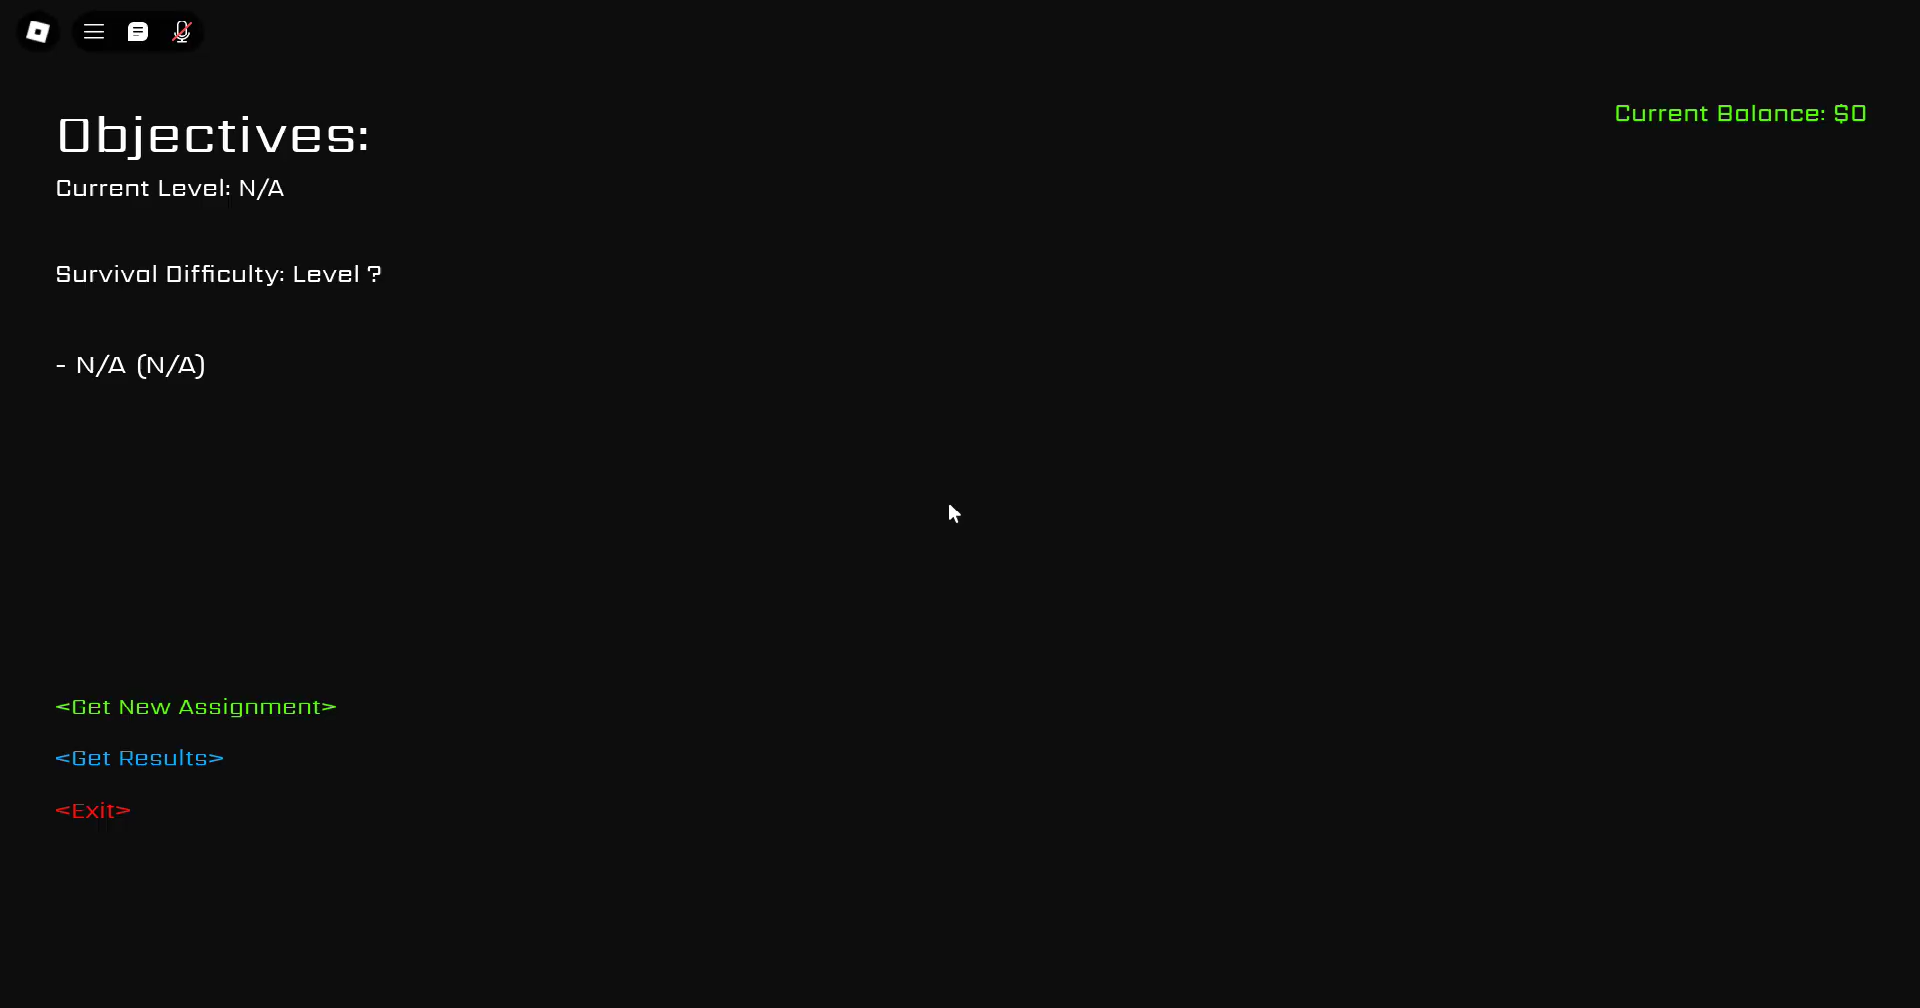 Objectives:
Current Balance: $0
Current Level: N/A
Survival Difficulty: Level ?
- N/A (N/A)
<Get New Assignment>
<Get Results>
<Exit>